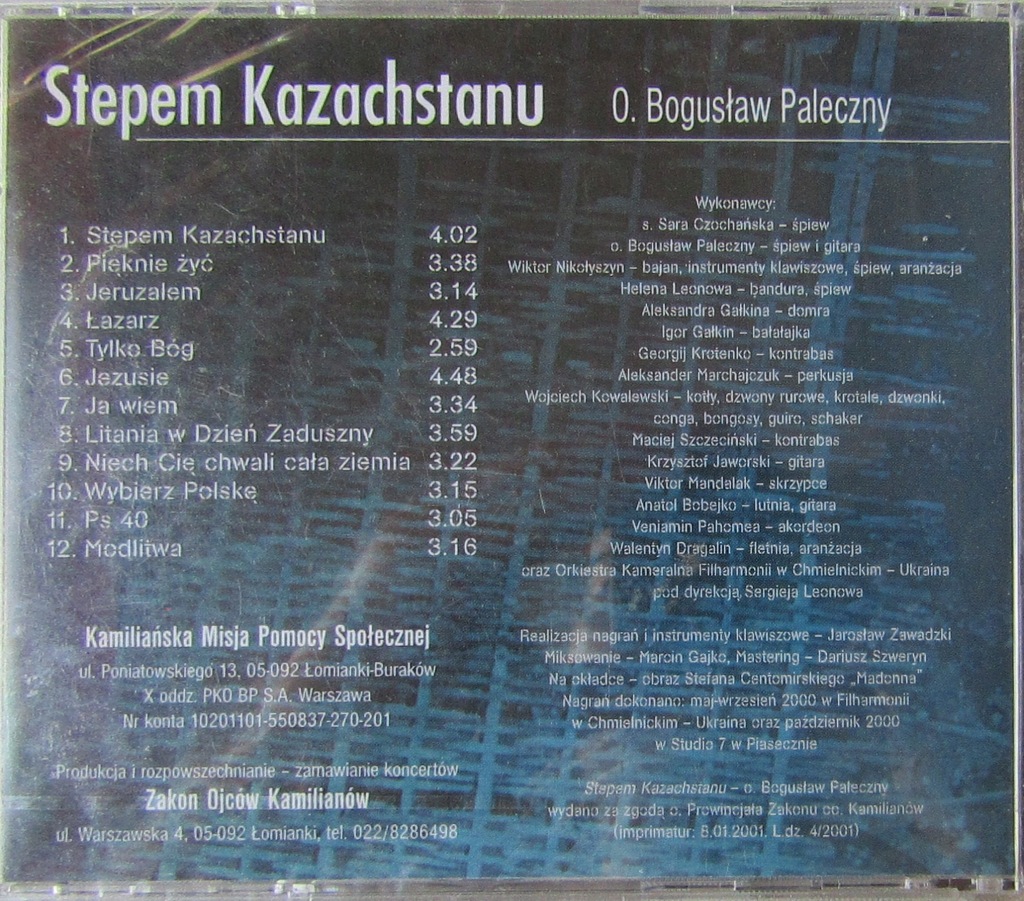 Stepem Kazachstanu O. Bogusław Paleczny
1. Stepem Kazachstanu 4.02
2. Pięknie żyć 3.38
3. Jeruzalem 3.14
4. Łazarz 4.29
5. Tylko Bóg 2.59
6. Jezusie 4.48
7. Ja wiem 3.34
8. Litania w Dzień Zaduszny 3.59
9. Niech Cię chwali cała ziemia 3.22
10. Wybierz Polskę 3.15
11. Ps 40 3.05
12. Modlitwa 3.16
Kamiliańska Misja Pomocy Społecznej
ul. Poniatowskiego 13, 05-092 Łomianki-Buraków
X oddz. PKO BP S.A. Warszawa
Nr konta 10201101-550837-270-201
Produkcja i rozpowszechnianie – zamawianie koncertów
Zakon Ojców Kamilianów
ul. Warszawska 4, 05-092 Łomianki, tel. 022/8286498
Wykonawcy:
s. Sara Czochańska – śpiew
o. Bogusław Paleczny – śpiew i gitara
Wiktor Nikołyszyn – bajan, instrumenty klawiszowe, śpiew, aranżacja
Helena Leonowa – bandura, śpiew
Aleksandra Gałkina – domra
Igor Gałkin – bałałajka
Georgij Krotenko – kontrabas
Aleksander Marchajczuk – perkusja
Wojciech Kowalewski – kotły, dzwony rurowe, krotale, dzwonki,
conga, bongosy, guiro, schaker
Maciej Szczeciński – kontrabas
Krzysztof Jaworski – gitara
Viktor Mandalak – skrzypce
Anatol Bobejko – lutnia, gitara
Veniamin Pahomea – akordeon
Walentyn Dragalin – fletnia, aranżacja
oraz Orkiestra Kameralna Filharmonii w Chmielnickim – Ukraina
pod dyrekcją Sergieja Leonowa
Realizacja nagrań i instrumenty klawiszowe – Jarosław Zawadzki
Miksowanie – Marcin Gajko, Mastering – Dariusz Szweryn
Na okładce – obraz Stefana Centomirskiego „Madonna”
Nagrań dokonano: maj-wrzesień 2000 w Filharmonii
w Chmielnickim – Ukraina oraz październik 2000
w Studio 7 w Piasecznie
Stepem Kazachstanu – o. Bogusław Paleczny
wydano za zgodą o. Prowincjała Zakonu oo. Kamilianów
(imprimatur: 8.01.2001. L.dz. 4/2001)